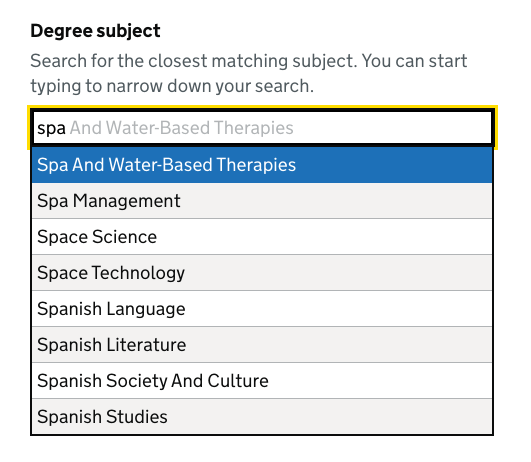 Degree subject
Search for the closest matching subject. You can start
typing to narrow down your search.
spa And Water-Based Therapies
Spa And Water-Based Therapies
Spa Management
Space Science
Space Technology
Spanish Language
Spanish Literature
Spanish Society And Culture
Spanish Studies